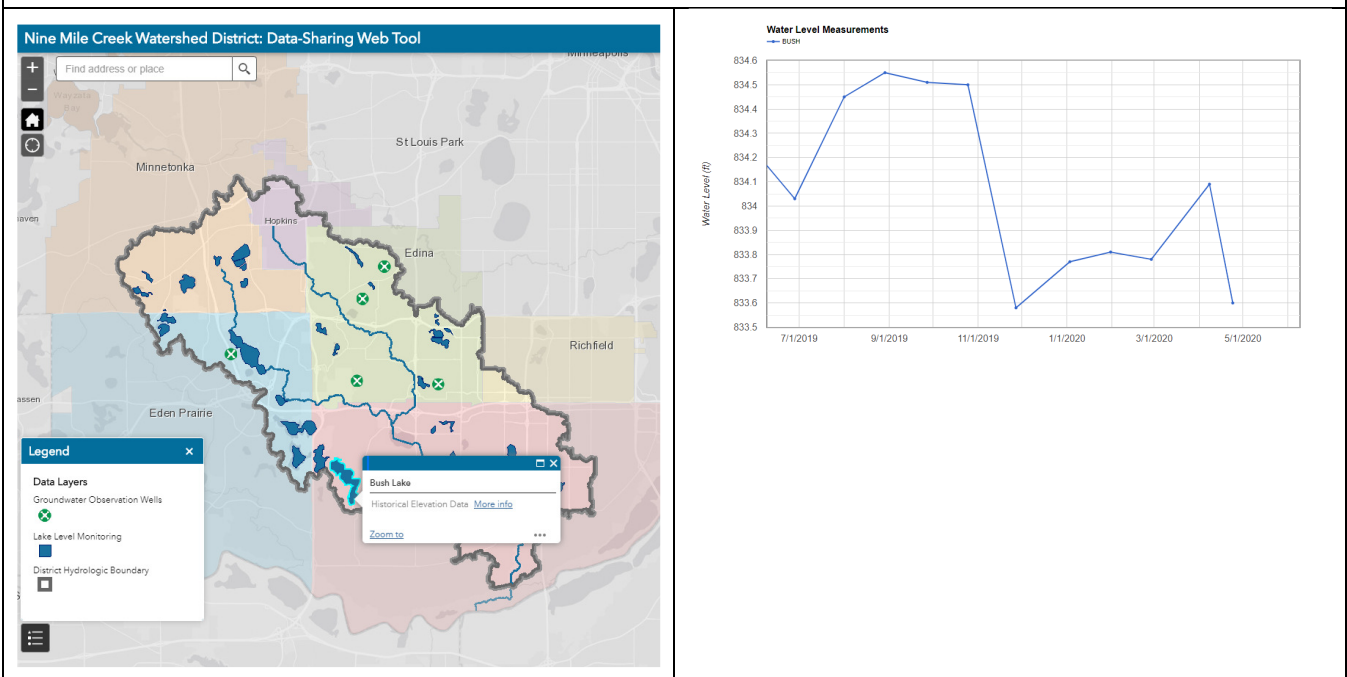 Nine Mile Creek Watershed District: Data-Sharing Web Tool
Minneapolis
+
Find address or place
−
Wayzata
Bay
St Louis Park
Minnetonka
Hopkins
Edina
Richfield
Eden Prairie
Legend
×
Data Layers
Groundwater Observation Wells
Lake Level Monitoring
District Hydrologic Boundary
Bush Lake
Historical Elevation Data More info
Zoom to
•••
Water Level Measurements
BUSH
Water Level (ft)
834.6
834.5
834.4
834.3
834.2
834.1
834
833.9
833.8
833.7
833.6
833.5
7/1/2019 9/1/2019 11/1/2019 1/1/2020 3/1/2020 5/1/2020